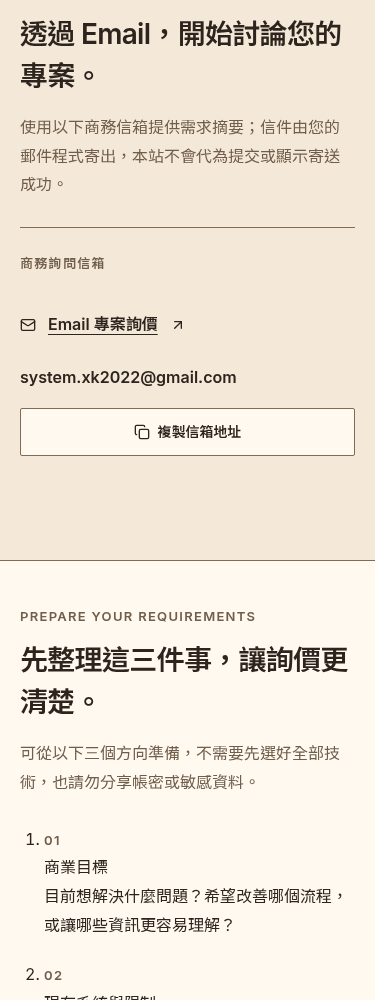 透過 Email，開始討論您的
專案。
使用以下商務信箱提供需求摘要；信件由您的
郵件程式寄出，本站不會代為提交或顯示寄送
成功。
商務詢問信箱
Email 專案詢價
system.xk2022@gmail.com
複製信箱地址
PREPARE YOUR REQUIREMENTS
先整理這三件事，讓詢價更
清楚。
可從以下三個方向準備，不需要先選好全部技
術，也請勿分享帳密或敏感資料。
1. 01
商業目標
目前想解決什麼問題？希望改善哪個流程，
或讓哪些資訊更容易理解？
2. 02
現有系統與限制